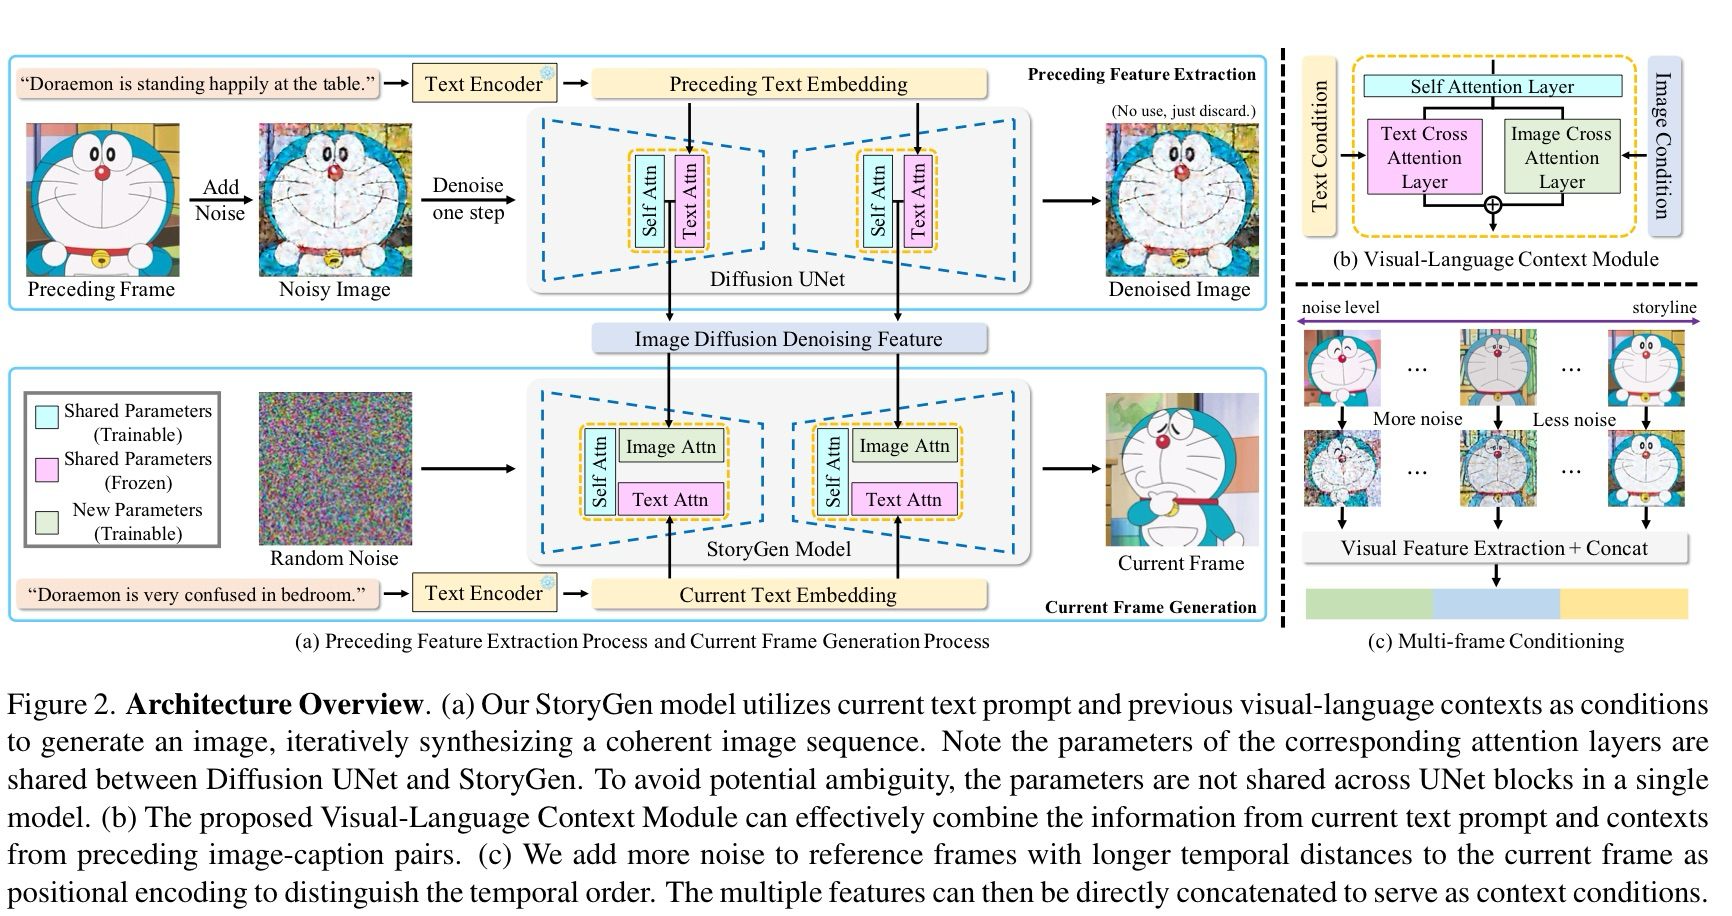 “Doraemon is standing happily at the table.”
Text Encoder
Preceding Text Embedding
Preceding Feature Extraction
(No use, just discard.)
Add
Noise
Denoise
one step
Self Attn
Text Attn
Self Attn
Text Attn
Preceding Frame
Noisy Image
Diffusion UNet
Denoised Image
Image Diffusion Denoising Feature
Shared Parameters
(Trainable)
Shared Parameters
(Frozen)
New Parameters
(Trainable)
Self Attn
Image Attn
Text Attn
Self Attn
Image Attn
Text Attn
Random Noise
StoryGen Model
Current Frame
“Doraemon is very confused in bedroom.”
Text Encoder
Current Text Embedding
Current Frame Generation
(a) Preceding Feature Extraction Process and Current Frame Generation Process
Text Condition
Self Attention Layer
Text Cross
Attention
Layer
Image Cross
Attention
Layer
Image Condition
(b) Visual-Language Context Module
noise level
storyline
...
...
More noise
Less noise
...
...
Visual Feature Extraction + Concat
(c) Multi-frame Conditioning
Figure 2. Architecture Overview. (a) Our StoryGen model utilizes current text prompt and previous visual-language contexts as conditions
to generate an image, iteratively synthesizing a coherent image sequence. Note the parameters of the corresponding attention layers are
shared between Diffusion UNet and StoryGen. To avoid potential ambiguity, the parameters are not shared across UNet blocks in a single
model. (b) The proposed Visual-Language Context Module can effectively combine the information from current text prompt and contexts
from preceding image-caption pairs. (c) We add more noise to reference frames with longer temporal distances to the current frame as
positional encoding to distinguish the temporal order. The multiple features can then be directly concatenated to serve as context conditions.